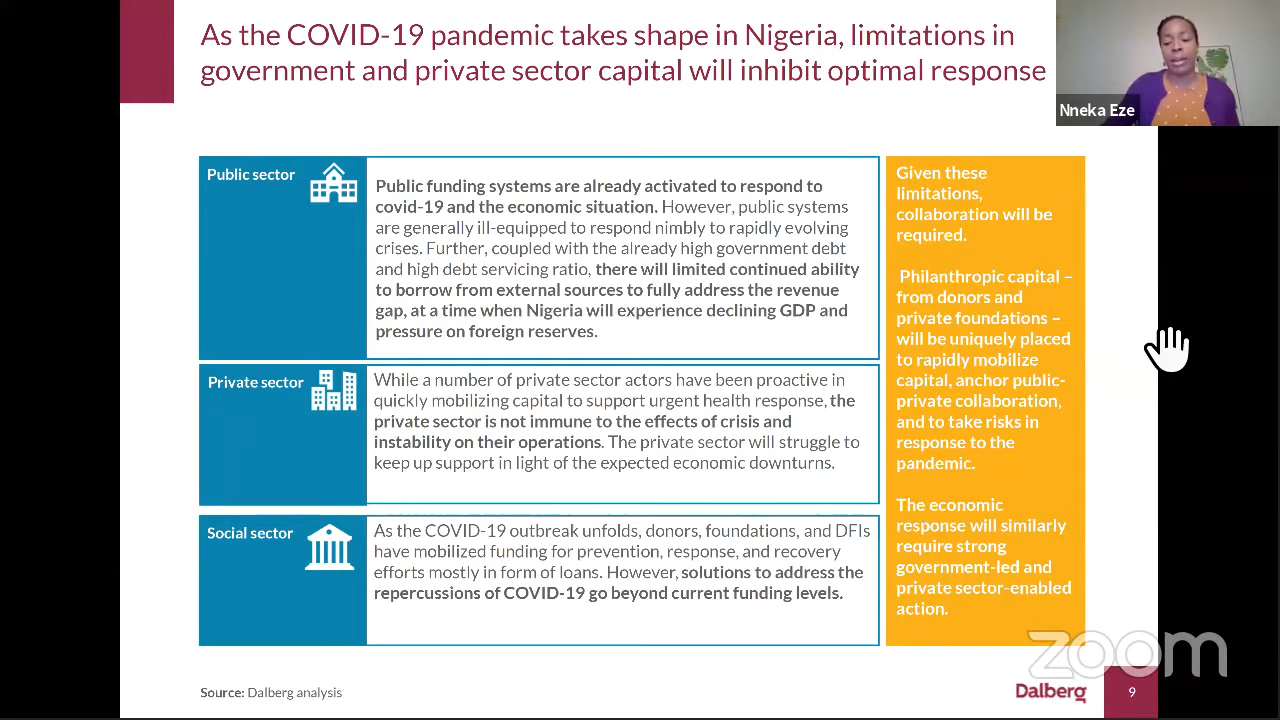 As the COVID-19 pandemic takes shape in Nigeria, limitations in
government and private sector capital will inhibit optimal response
Nneka Eze
Public sector
Public funding systems are already activated to respond to
covid-19 and the economic situation. However, public systems
are generally ill-equipped to respond nimbly to rapidly evolving
crises. Further, coupled with the already high government debt
and high debt servicing ratio, there will limited continued ability
to borrow from external sources to fully address the revenue
gap, at a time when Nigeria will experience declining GDP and
pressure on foreign reserves.
Private sector
While a number of private sector actors have been proactive in
quickly mobilizing capital to support urgent health response, the
private sector is not immune to the effects of crisis and
instability on their operations. The private sector will struggle to
keep up support in light of the expected economic downturns.
Social sector
As the COVID-19 outbreak unfolds, donors, foundations, and DFIs
have mobilized funding for prevention, response, and recovery
efforts mostly in form of loans. However, solutions to address the
repercussions of COVID-19 go beyond current funding levels.
Given these
limitations,
collaboration will be
required.
Philanthropic capital –
from donors and
private foundations –
will be uniquely placed
to rapidly mobilize
capital, anchor public-
private collaboration,
and to take risks in
response to the
pandemic.
The economic
response will similarly
require strong
government-led and
private sector-enabled
action.
zoom
Source: Dalberg analysis
Dalberg
9